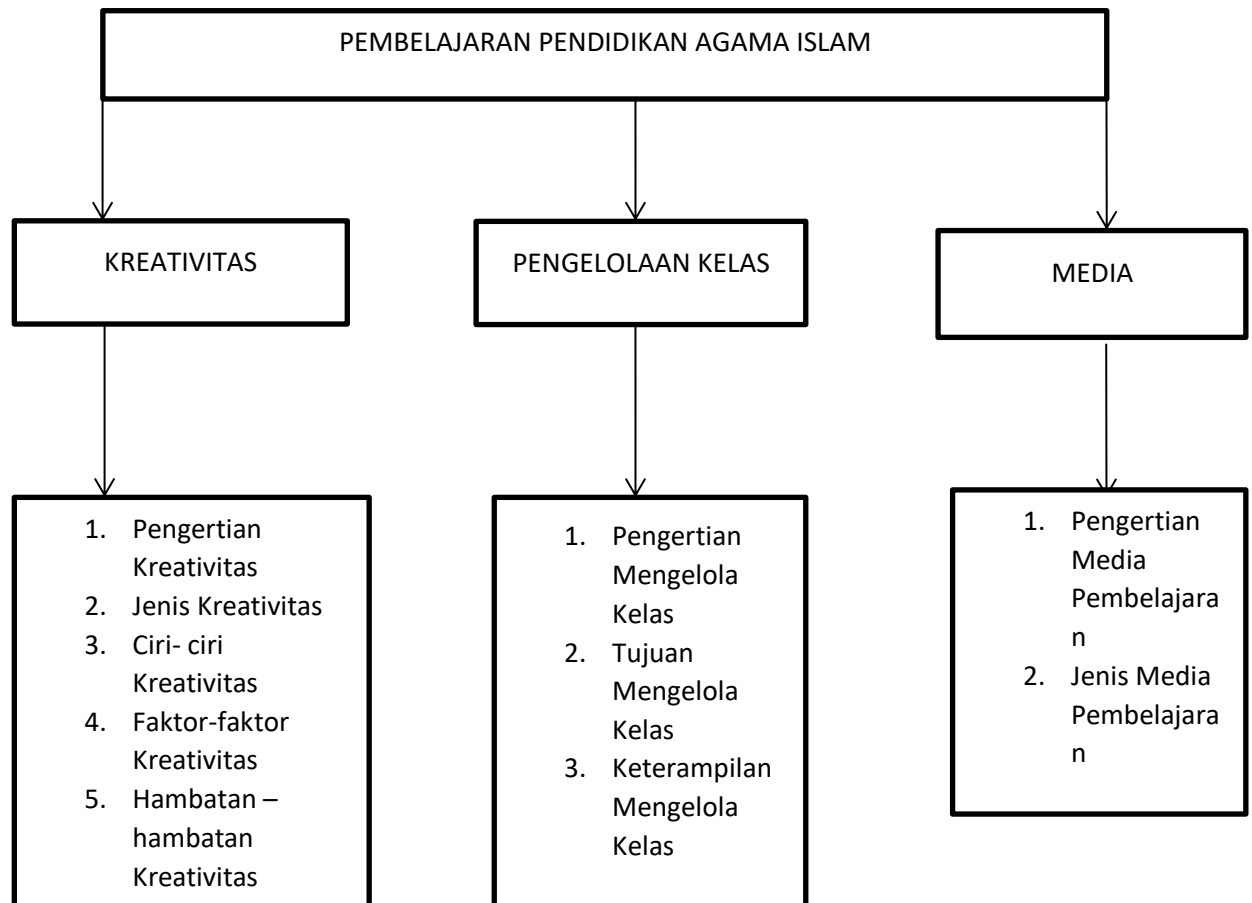 PEMBELAJARAN PENDIDIKAN AGAMA ISLAM
KREATIVITAS
PENGELOLAAN KELAS
MEDIA
1. Pengertian
Kreativitas
2. Jenis Kreativitas
3. Ciri- ciri
Kreativitas
4. Faktor-faktor
Kreativitas
5. Hambatan –
hambatan
Kreativitas
1. Pengertian
Mengelola
Kelas
2. Tujuan
Mengelola
Kelas
3. Keterampilan
Mengelola
Kelas
1. Pengertian
Media
Pembelajara
n
2. Jenis Media
Pembelajara
n